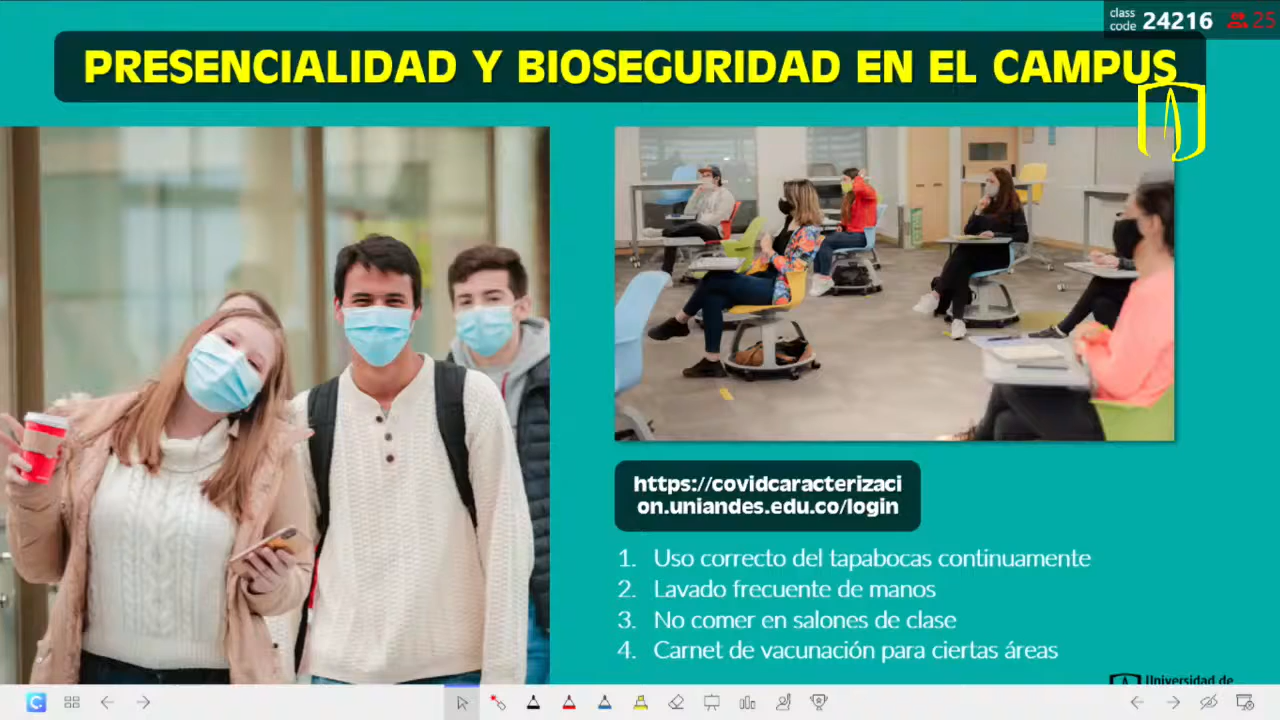 class
code 24216 25
PRESENCIALIDAD Y BIOSEGURIDAD EN EL CAMPUS
https://covidcaracterizaci
on.uniandes.edu.co/login
1. Uso correcto del tapabocas continuamente
2. Lavado frecuente de manos
3. No comer en salones de clase
4. Carnet de vacunación para ciertas áreas
Universidad de